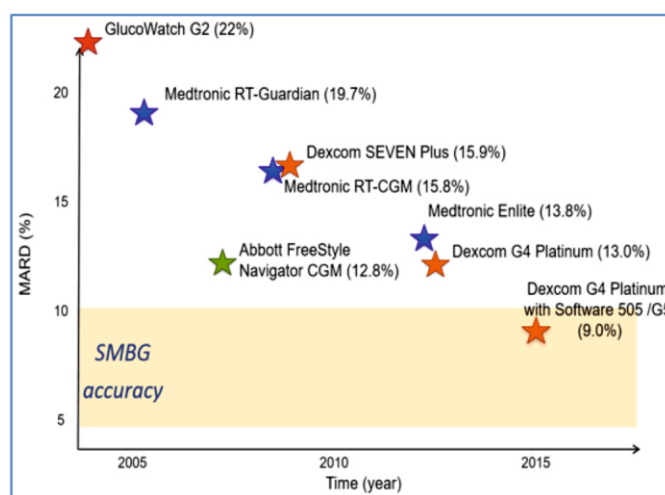 GlucoWatch G2 (22%)
20
Medtronic RT-Guardian (19.7%)
Dexcom SEVEN Plus (15.9%)
15
Medtronic RT-CGM (15.8%)
Medtronic Enlite (13.8%)
MARD (%)
Abbott FreeStyle
Navigator CGM (12.8%)
Dexcom G4 Platinum (13.0%)
10
Dexcom G4 Platinum
with Software 505 /G5
(9.0%)
SMBG
accuracy
5
2005
2010
2015
Time (year)